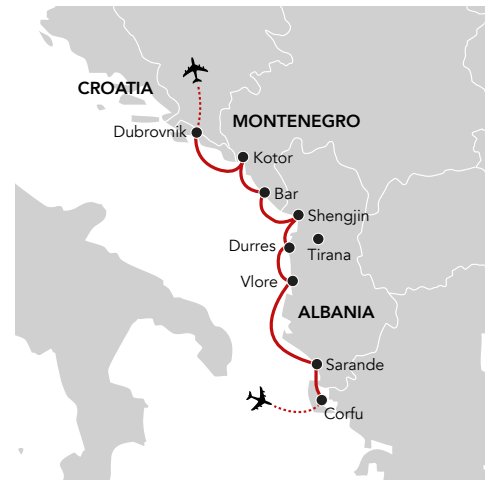 CROATIA
MONTENEGRO
Dubrovnik
Kotor
Bar
Shengjin
Durres
Tirana
Vlore
ALBANIA
Sarande
Corfu